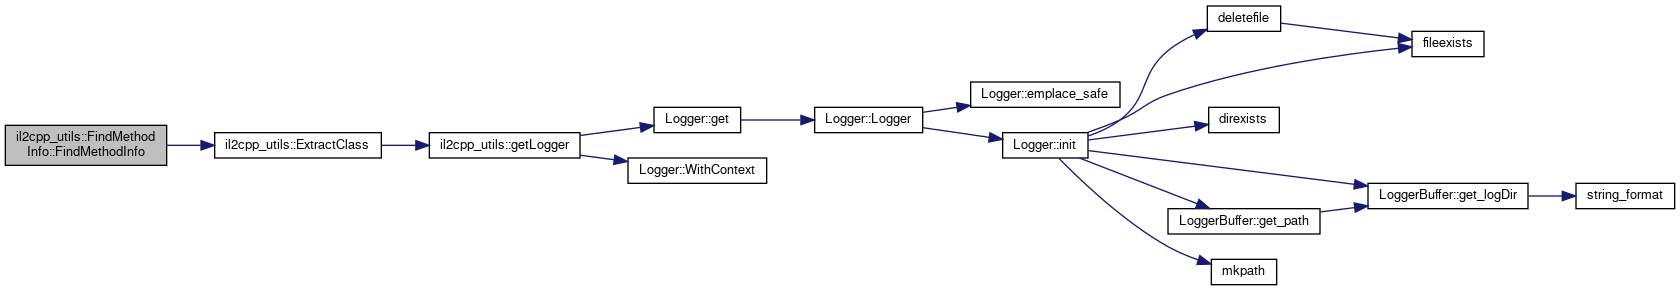 il2cpp_utils::FindMethod
Info::FindMethodInfo
il2cpp_utils::ExtractClass
il2cpp_utils::getLogger
Logger::get
Logger::WithContext
Logger::Logger
Logger::emplace_safe
Logger::init
deletefile
fileexists
direxists
LoggerBuffer::get_logDir
string_format
LoggerBuffer::get_path
mkpath